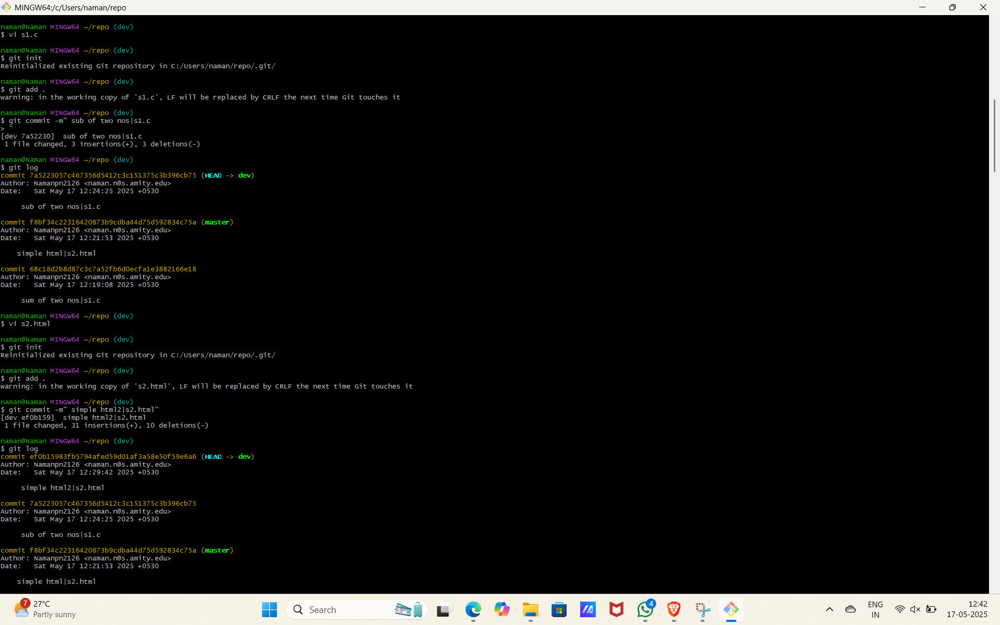 MINGW64:/c/Users/naman/repo
naman@Naman MINGW64 ~/repo (dev)
$ vi s1.c
naman@Naman MINGW64 ~/repo (dev)
$ git init
Reinitialized existing Git repository in C:/Users/naman/repo/.git/
naman@Naman MINGW64 ~/repo (dev)
$ git add .
warning: in the working copy of 's1.c', LF will be replaced by CRLF the next time Git touches it
naman@Naman MINGW64 ~/repo (dev)
$ git commit -m" sub of two nos|s1.c
> "
[dev 7a52230]  sub of two nos|s1.c
 1 file changed, 3 insertions(+), 3 deletions(-)
naman@Naman MINGW64 ~/repo (dev)
$ git log
commit 7a5223057c467356d5412c3c151375c3b396cb75 (HEAD -> dev)
Author: Namanpn2126 <naman.n@s.amity.edu>
Date:   Sat May 17 12:24:25 2025 +0530
     sub of two nos|s1.c
commit f8bf34c22316420873b9cdba44d75d592834c75a (master)
Author: Namanpn2126 <naman.n@s.amity.edu>
Date:   Sat May 17 12:21:53 2025 +0530
    simple html|s2.html
commit 68c18d2b8d87c3c7a52fb6d0ecfa1e3882166e18
Author: Namanpn2126 <naman.n@s.amity.edu>
Date:   Sat May 17 12:19:08 2025 +0530
     sum of two nos|s1.c
naman@Naman MINGW64 ~/repo (dev)
$ vi s2.html
naman@Naman MINGW64 ~/repo (dev)
$ git init
Reinitialized existing Git repository in C:/Users/naman/repo/.git/
naman@Naman MINGW64 ~/repo (dev)
$ git add .
warning: in the working copy of 's2.html', LF will be replaced by CRLF the next time Git touches it
naman@Naman MINGW64 ~/repo (dev)
$ git commit -m" simple html2|s2.html"
[dev ef0b159]  simple html2|s2.html
 1 file changed, 31 insertions(+), 10 deletions(-)
naman@Naman MINGW64 ~/repo (dev)
$ git log
commit ef0b15983fb5794afed59d01af3a58e50f59e6a6 (HEAD -> dev)
Author: Namanpn2126 <naman.n@s.amity.edu>
Date:   Sat May 17 12:29:42 2025 +0530
     simple html2|s2.html
commit 7a5223057c467356d5412c3c151375c3b396cb75
Author: Namanpn2126 <naman.n@s.amity.edu>
Date:   Sat May 17 12:24:25 2025 +0530
     sub of two nos|s1.c
commit f8bf34c22316420873b9cdba44d75d592834c75a (master)
Author: Namanpn2126 <naman.n@s.amity.edu>
Date:   Sat May 17 12:21:53 2025 +0530
    simple html|s2.html
7
27°C
Partly sunny
Search
4
ENG
IN
12:42
17-05-2025